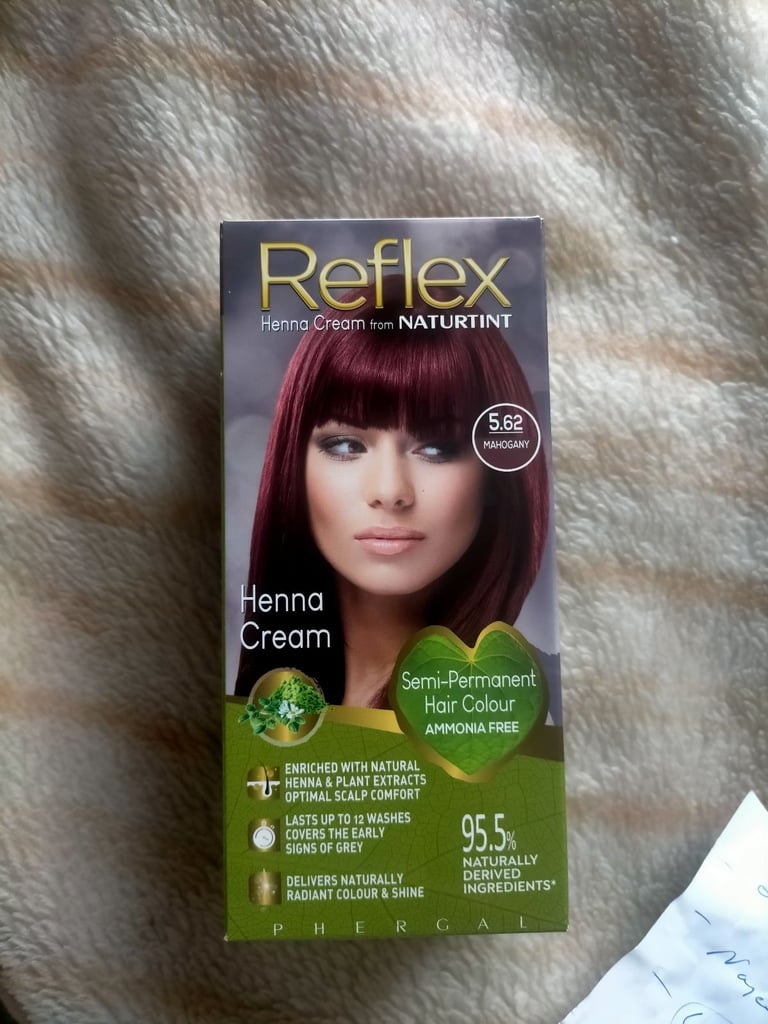 Reflex
Henna Cream from NATURTINT
5.62
MAHOGANY
Henna
Cream
Semi-Permanent
Hair Colour
AMMONIA FREE
ENRICHED WITH NATURAL
HENNA & PLANT EXTRACTS
OPTIMAL SCALP COMFORT
LASTS UP TO 12 WASHES
COVERS THE EARLY
SIGNS OF GREY
DELIVERS NATURALLY
RADIANT COLOUR & SHINE
95.5%
NATURALLY
DERIVED
INGREDIENTS*
PHERGAL